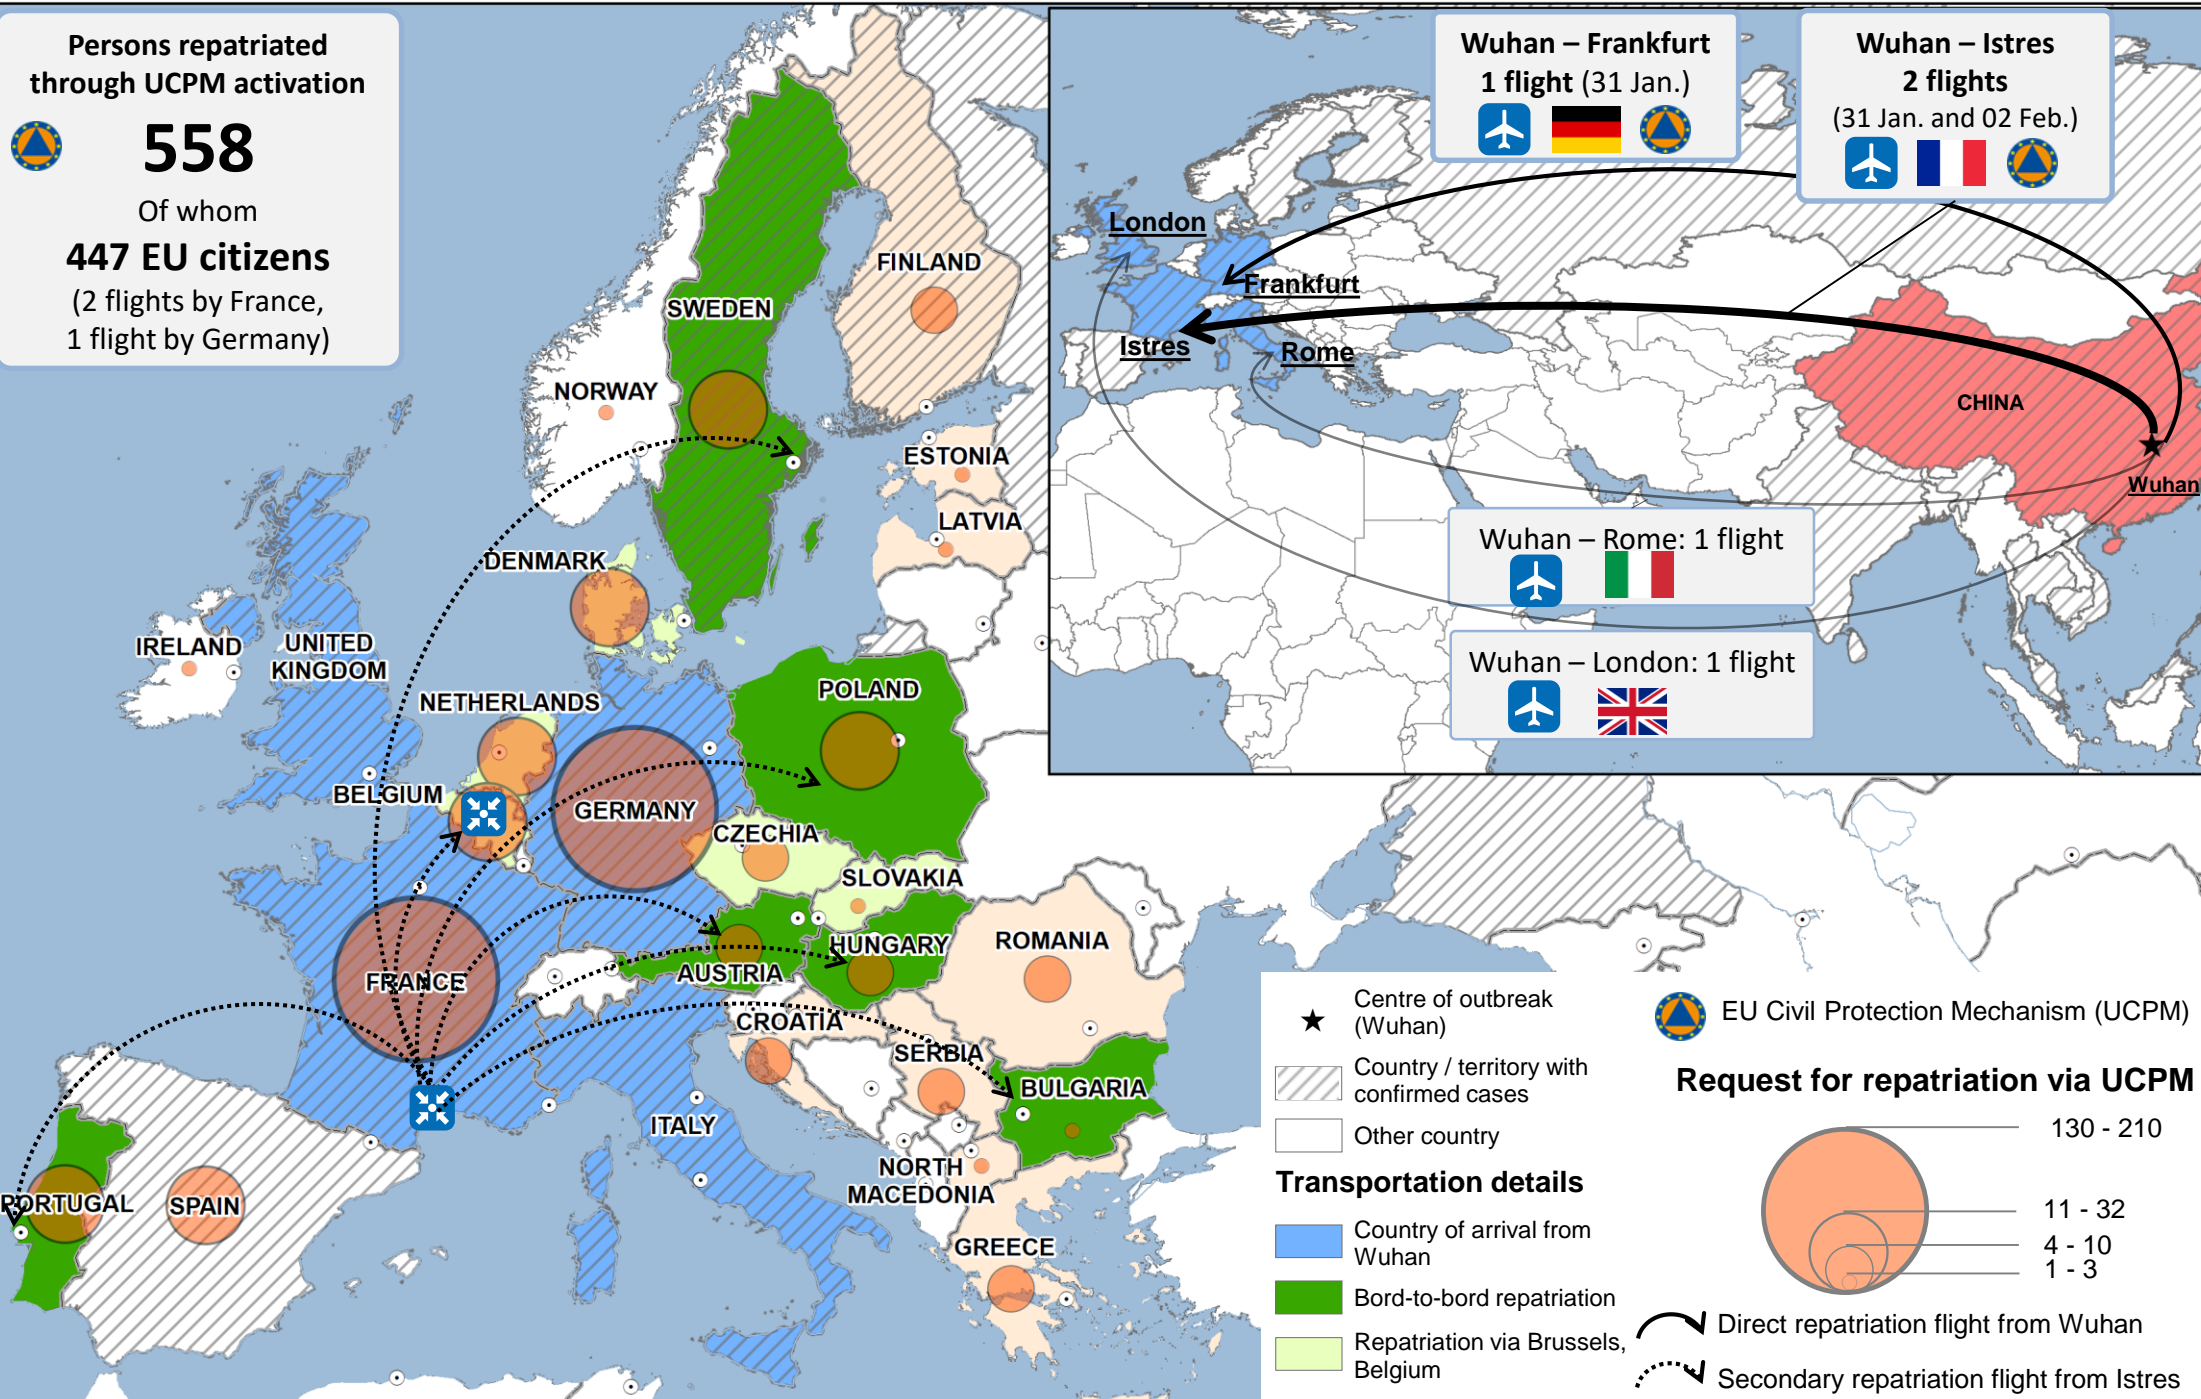 Persons repatriated
through UCPM activation
558
Of whom
447 EU citizens
(2 flights by France,
1 flight by Germany)
Wuhan – Frankfurt
1 flight (31 Jan.)
Wuhan – Istres
2 flights
(31 Jan. and 02 Feb.)
London
Frankfurt
Istres
Rome
CHINA
Wuhan
Wuhan – Rome: 1 flight
Wuhan – London: 1 flight
FINLAND
SWEDEN
NORWAY
ESTONIA
LATVIA
DENMARK
IRELAND
UNITED
KINGDOM
NETHERLANDS
POLAND
BELGIUM
GERMANY
CZECHIA
SLOVAKIA
FRANCE
AUSTRIA
HUNGARY
ROMANIA
CROATIA
SERBIA
BULGARIA
ITALY
NORTH
MACEDONIA
PORTUGAL
SPAIN
GREECE
Centre of outbreak
(Wuhan)
Country / territory with
confirmed cases
Other country
Transportation details
Country of arrival from
Wuhan
Bord-to-bord repatriation
Repatriation via Brussels,
Belgium
EU Civil Protection Mechanism (UCPM)
Request for repatriation via UCPM
130 - 210
11 - 32
4 - 10
1 - 3
Direct repatriation flight from Wuhan
Secondary repatriation flight from Istres